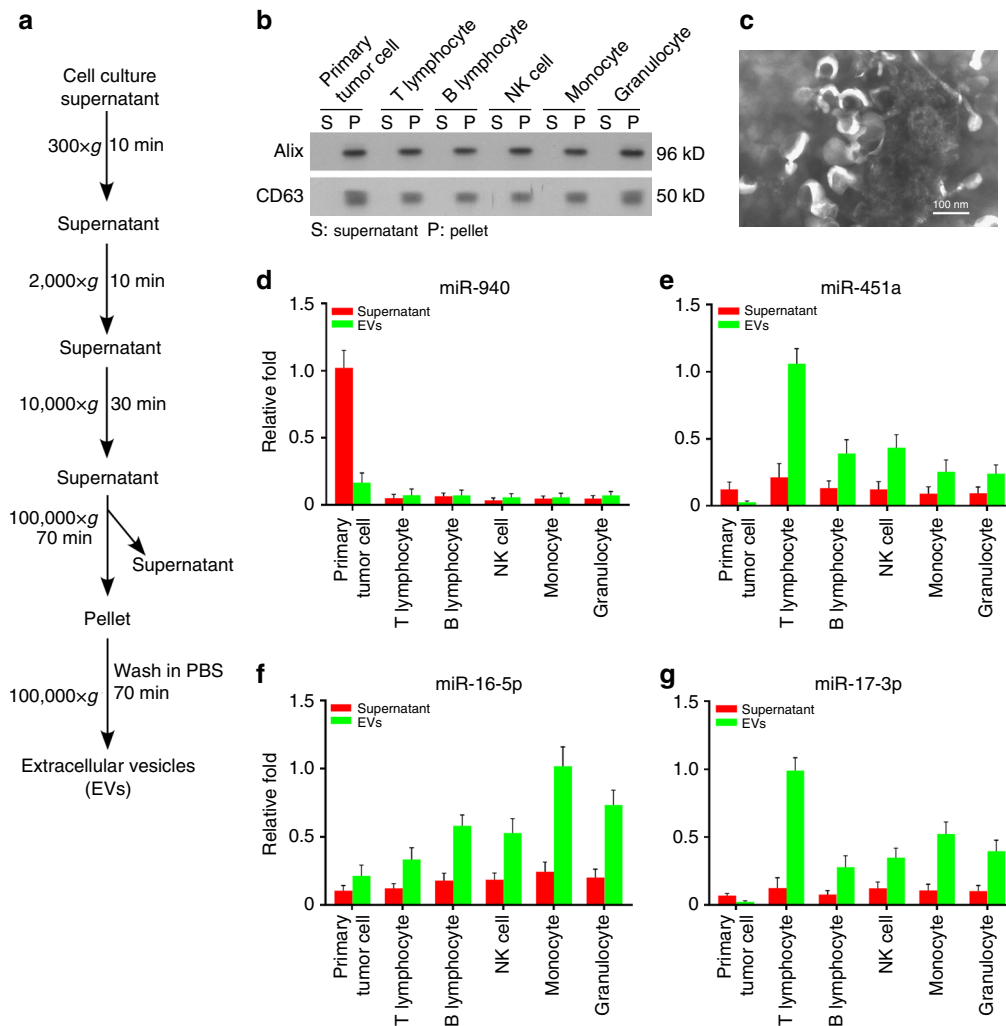 a
Cell culture
supernatant
300×g 10 min
Supernatant
2,000×g 10 min
Supernatant
10,000×g 30 min
Supernatant
100,000×g
70 min
Supernatant
Pellet
Wash in PBS
100,000×g 70 min
Extracellular vesicles
(EVs)
b
Primary
tumor cell
T lymphocyte
B lymphocyte
NK cell
Monocyte
Granulocyte
S P S P S P S P S P S P
Alix 96 kD
CD63 50 kD
S: supernatant P: pellet
c
100 nm
d
miR-940
Relative fold
1.5
1.0
0.5
0
Supernatant
EVs
Primary
tumor cell
T lymphocyte
B lymphocyte
NK cell
Monocyte
Granulocyte
e
miR-451a
1.5
1.0
0.5
0
Supernatant
EVs
Primary
tumor cell
T lymphocyte
B lymphocyte
NK cell
Monocyte
Granulocyte
f
miR-16-5p
Relative fold
1.5
1.0
0.5
0
Supernatant
EVs
Primary
tumor cell
T lymphocyte
B lymphocyte
NK cell
Monocyte
Granulocyte
g
miR-17-3p
1.5
1.0
0.5
0
Supernatant
EVs
Primary
tumor cell
T lymphocyte
B lymphocyte
NK cell
Monocyte
Granulocyte